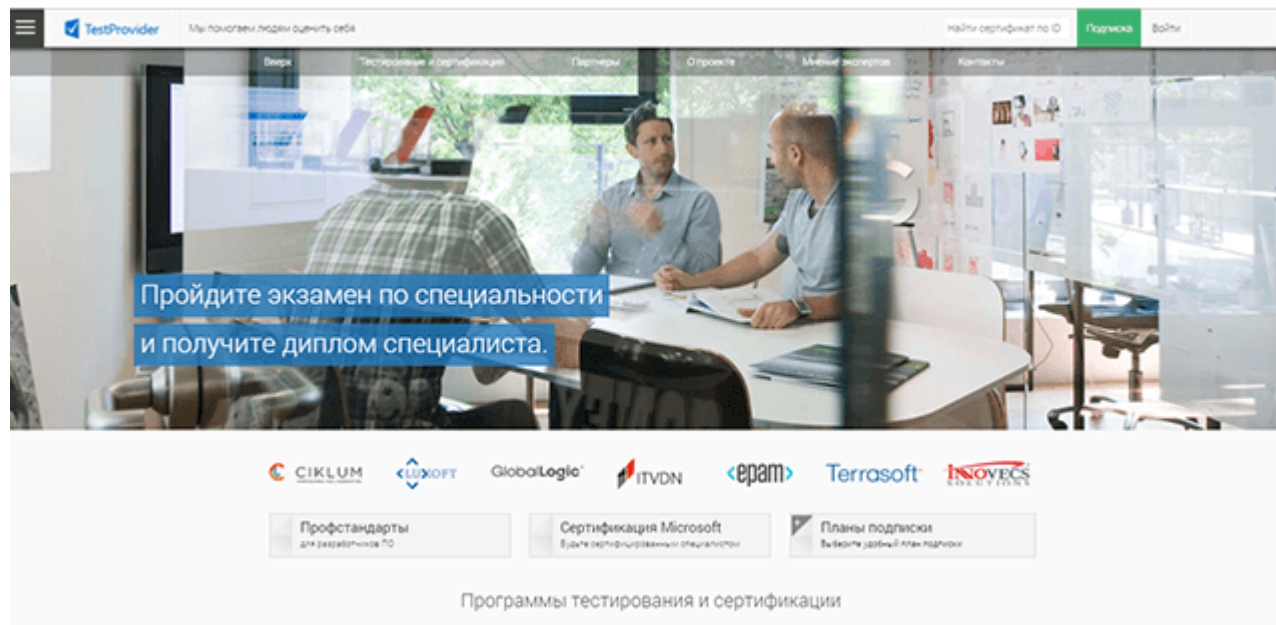 TestProvider
Мы помогаем людям оценить себя
Найти сертификат по ID
Подписка
Войти
Вверх
Тестирование и сертификация
Партнеры
О проекте
Мнение экспертов
Контакты
Пройдите экзамен по специальности
и получите диплом специалиста.
CIKLUM
LUXOFT
GlobalLogic
ITVDN
<epam>
Terrasoft
INNOVECS
SOLUTIONS
Профстандарты
для разработчиков ПО
Сертификация Microsoft
Будьте сертифицированным специалистом
Планы подписки
Выберите удобный план подписки
Программы тестирования и сертификации